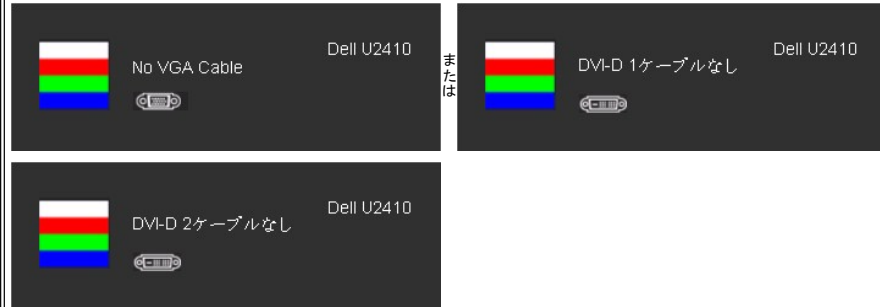 Dell U2410
No VGA Cable
または
Dell U2410
DVI-D 1ケーブルなし
Dell U2410
DVI-D 2ケーブルなし